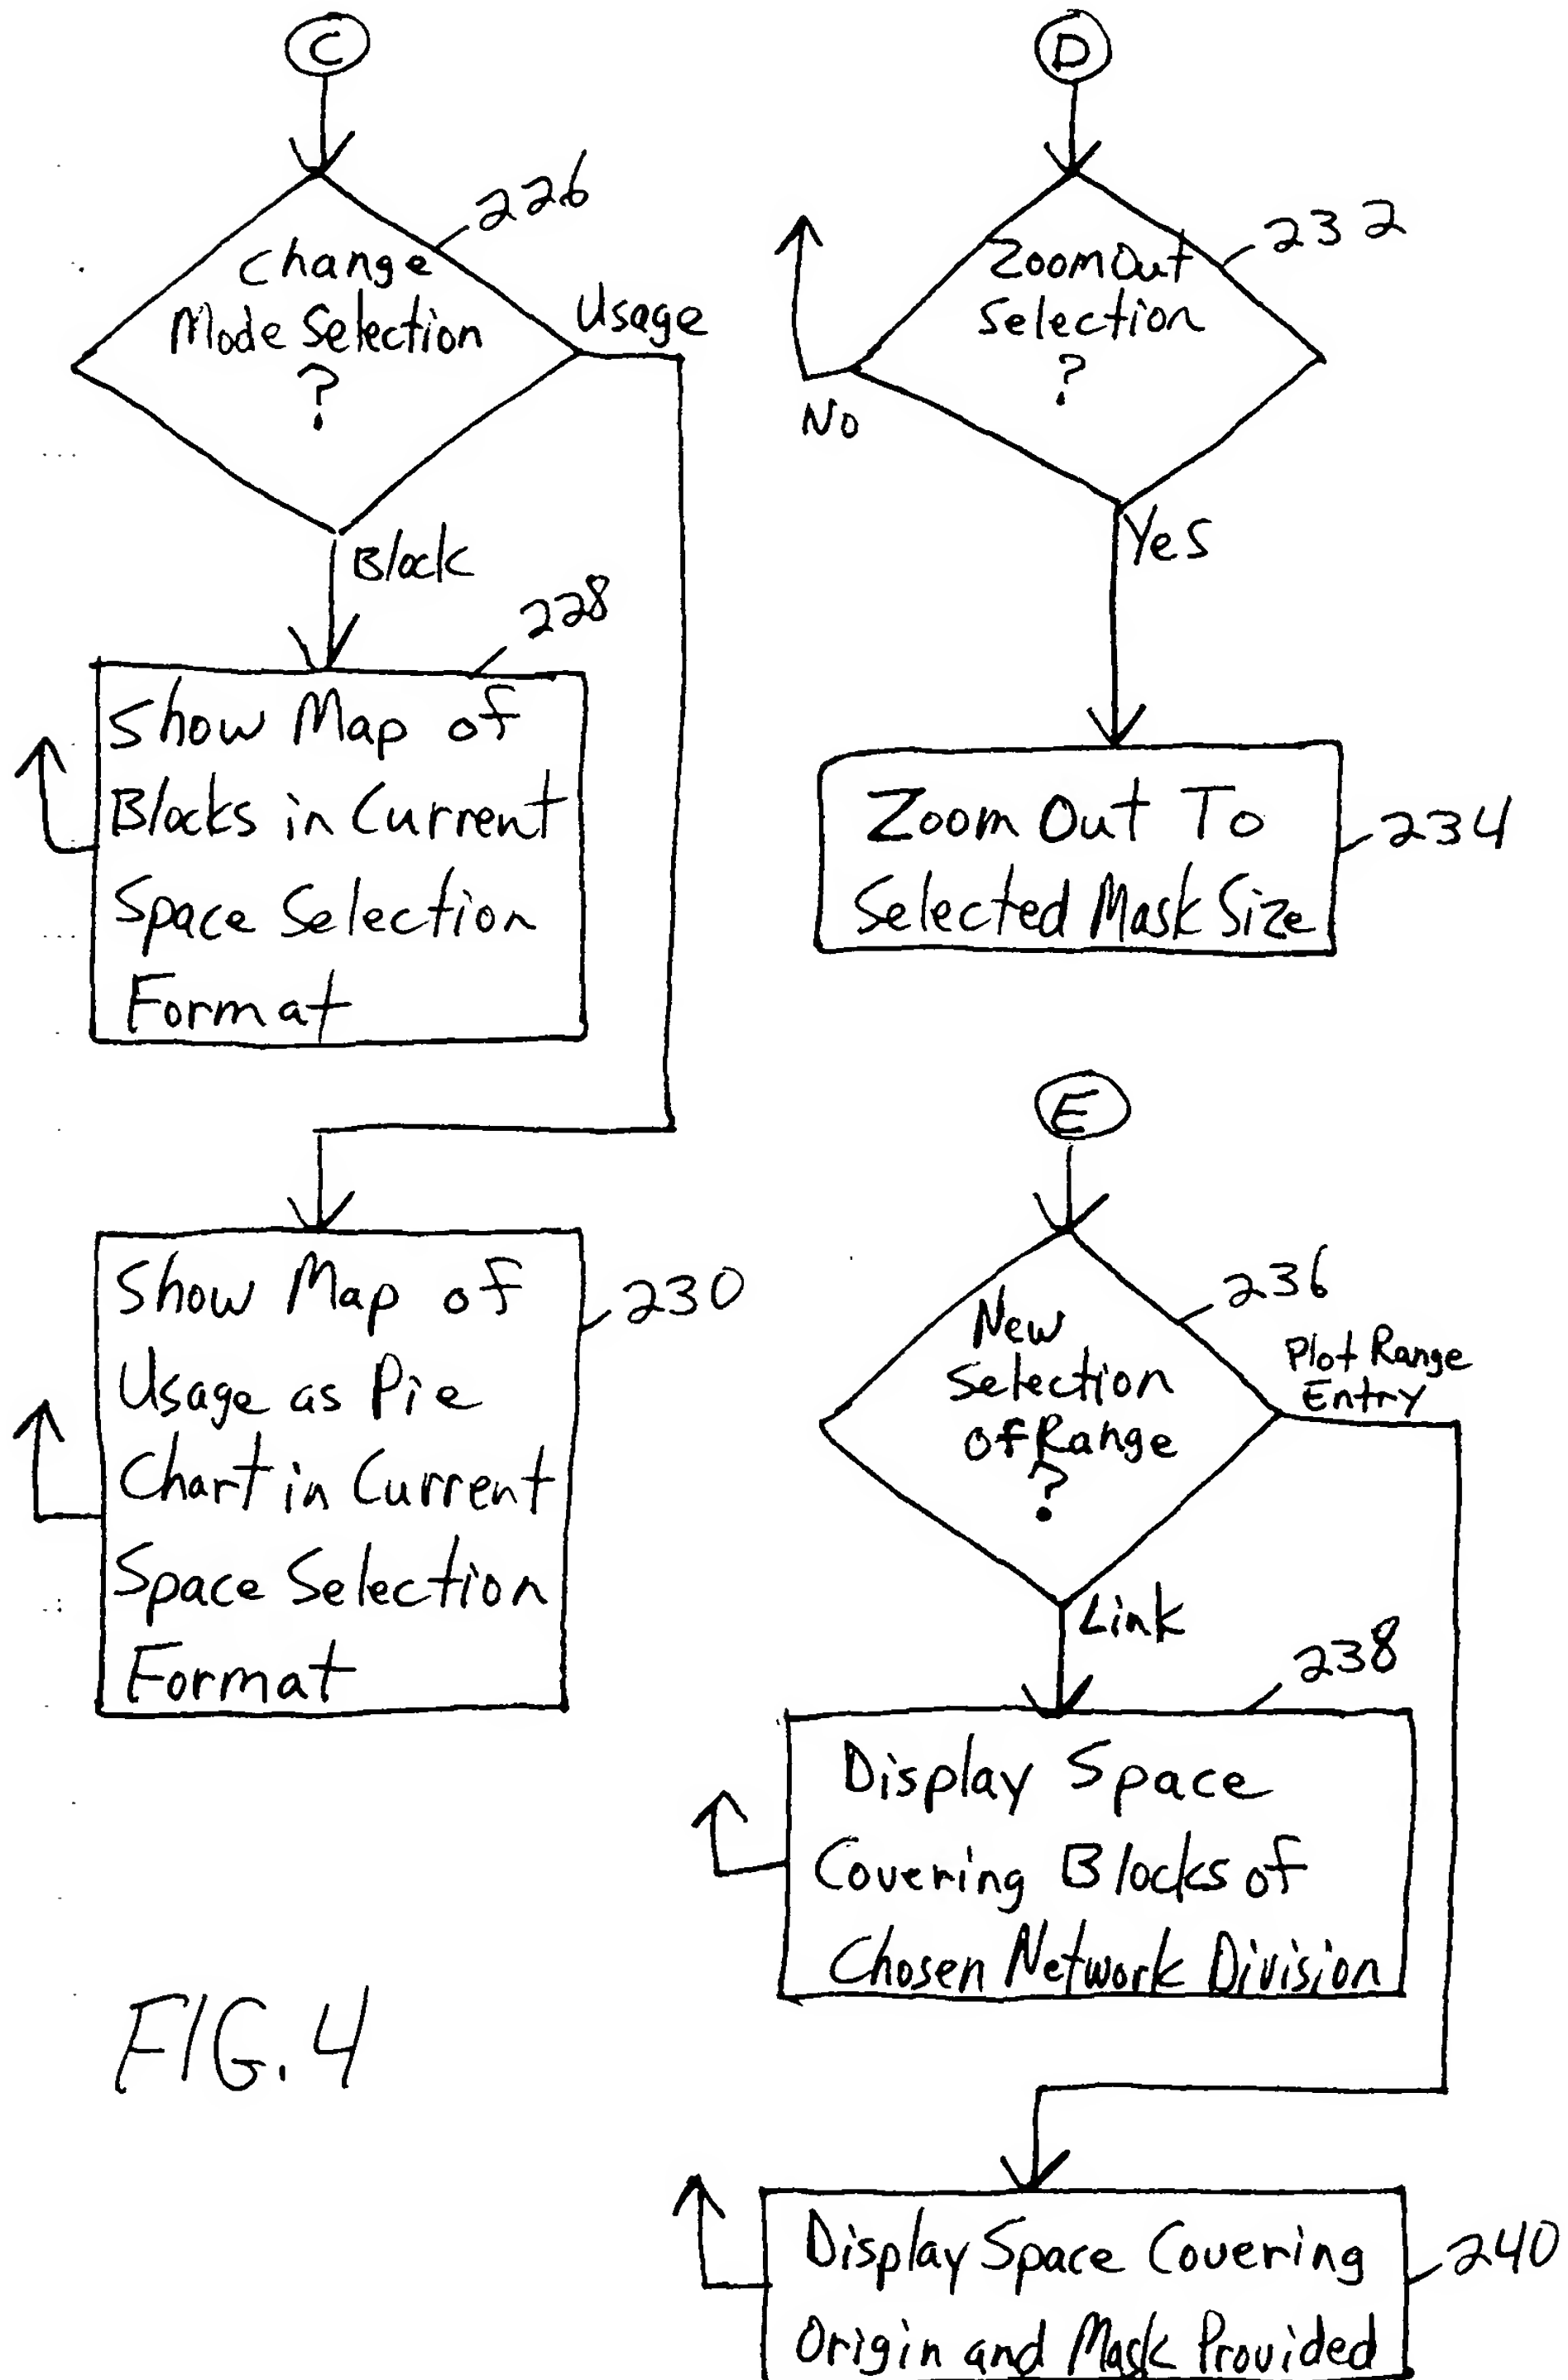 C
226
Change
Mode Selection
?
Usage
Block
228
Show Map of
Blocks in Current
Space Selection
Format
230
Show Map of
Usage as Pie
Chart in Current
Space Selection
Format
D
232
Zoom Out
Selection
?
No
Yes
Zoom Out To
Selected Mask Size
234
E
236
New
Selection
of Range
?
Plot Range
Entry
Link
238
Display Space
Covering Blocks of
Chosen Network Division
Display Space Covering
Origin and Mask Provided
240
FIG. 4